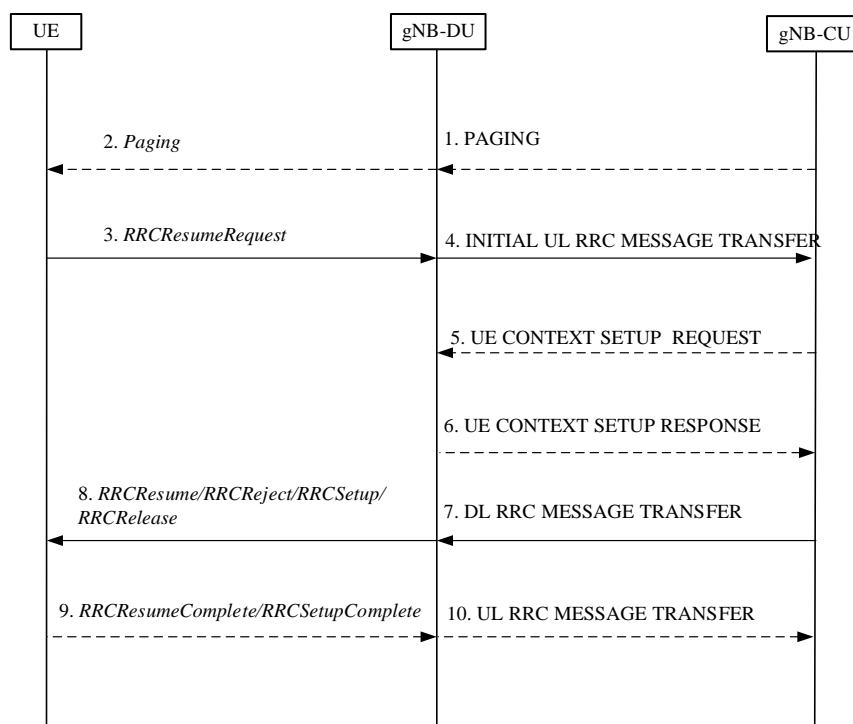 UE
gNB-DU
gNB-CU
2. Paging
1. PAGING
3. RRCResumeRequest
4. INITIAL UL RRC MESSAGE TRANSFER
5. UE CONTEXT SETUP  REQUEST
6. UE CONTEXT SETUP RESPONSE
8. RRCResume/RRCReject/RRCSetup/
RRCRelease
7. DL RRC MESSAGE TRANSFER
9. RRCResumeComplete/RRCSetupComplete
10. UL RRC MESSAGE TRANSFER